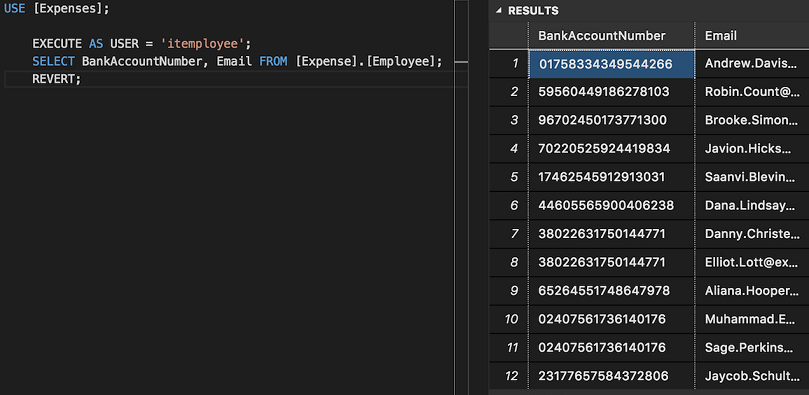 USE [Expenses];
EXECUTE AS USER = 'itemployee';
SELECT BankAccountNumber, Email FROM [Expense].[Employee];
REVERT;
RESULTS
BankAccountNumber Email
1 01758334349544266 Andrew.Davis…
2 59560449186278103 Robin.Count@…
3 96702450173771300 Brooke.Simon…
4 70220525924419834 Javion.Hicks…
5 17462545912913031 Saanvi.Blevin…
6 44605565900406238 Dana.Lindsay…
7 38022631750144771 Danny.Christe…
8 38022631750144771 Elliot.Lott@ex…
9 65264551748647978 Aliana.Hooper…
10 02407561736140176 Muhammad.E…
11 02407561736140176 Sage.Perkins…
12 23177657584372806 Jaycob.Schult…